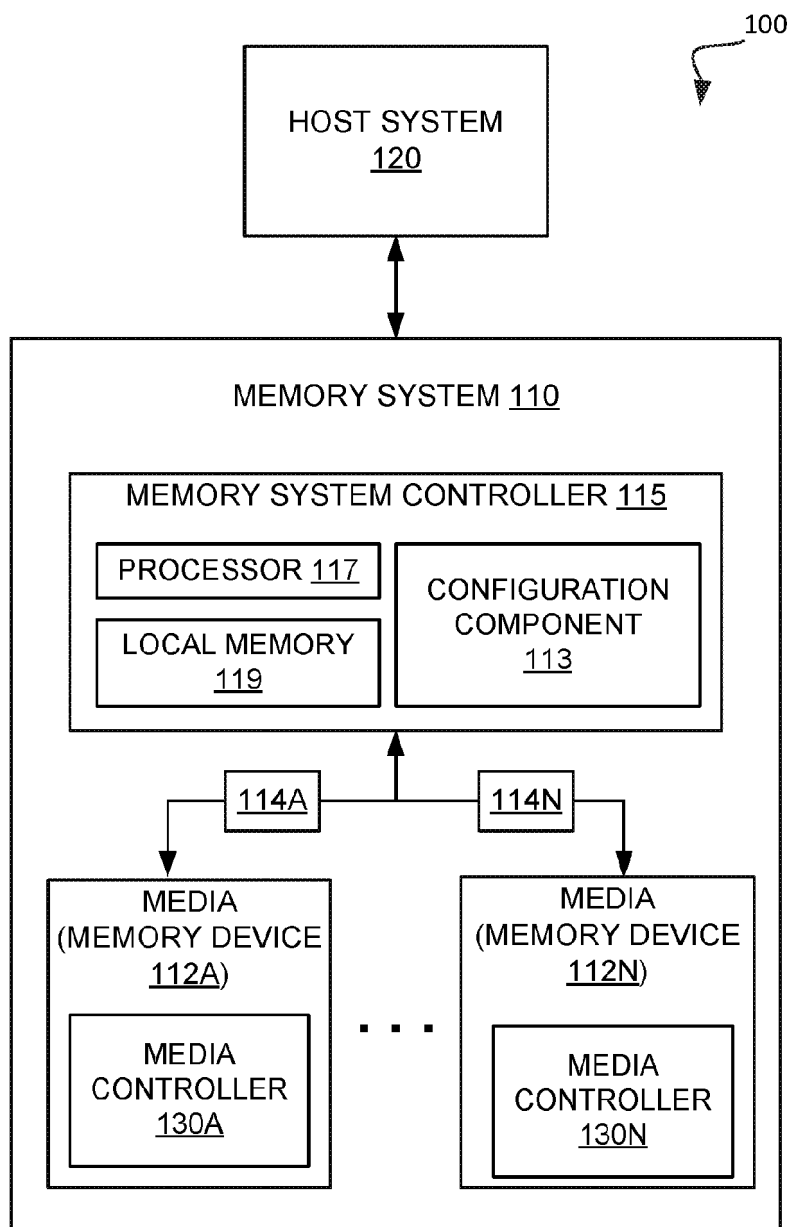 100
HOST SYSTEM
120
MEMORY SYSTEM 110
MEMORY SYSTEM CONTROLLER 115
PROCESSOR 117
LOCAL MEMORY
119
CONFIGURATION
COMPONENT
113
114A
114N
MEDIA
(MEMORY DEVICE
112A)
MEDIA
CONTROLLER
130A
. . .
MEDIA
(MEMORY DEVICE
112N)
MEDIA
CONTROLLER
130N